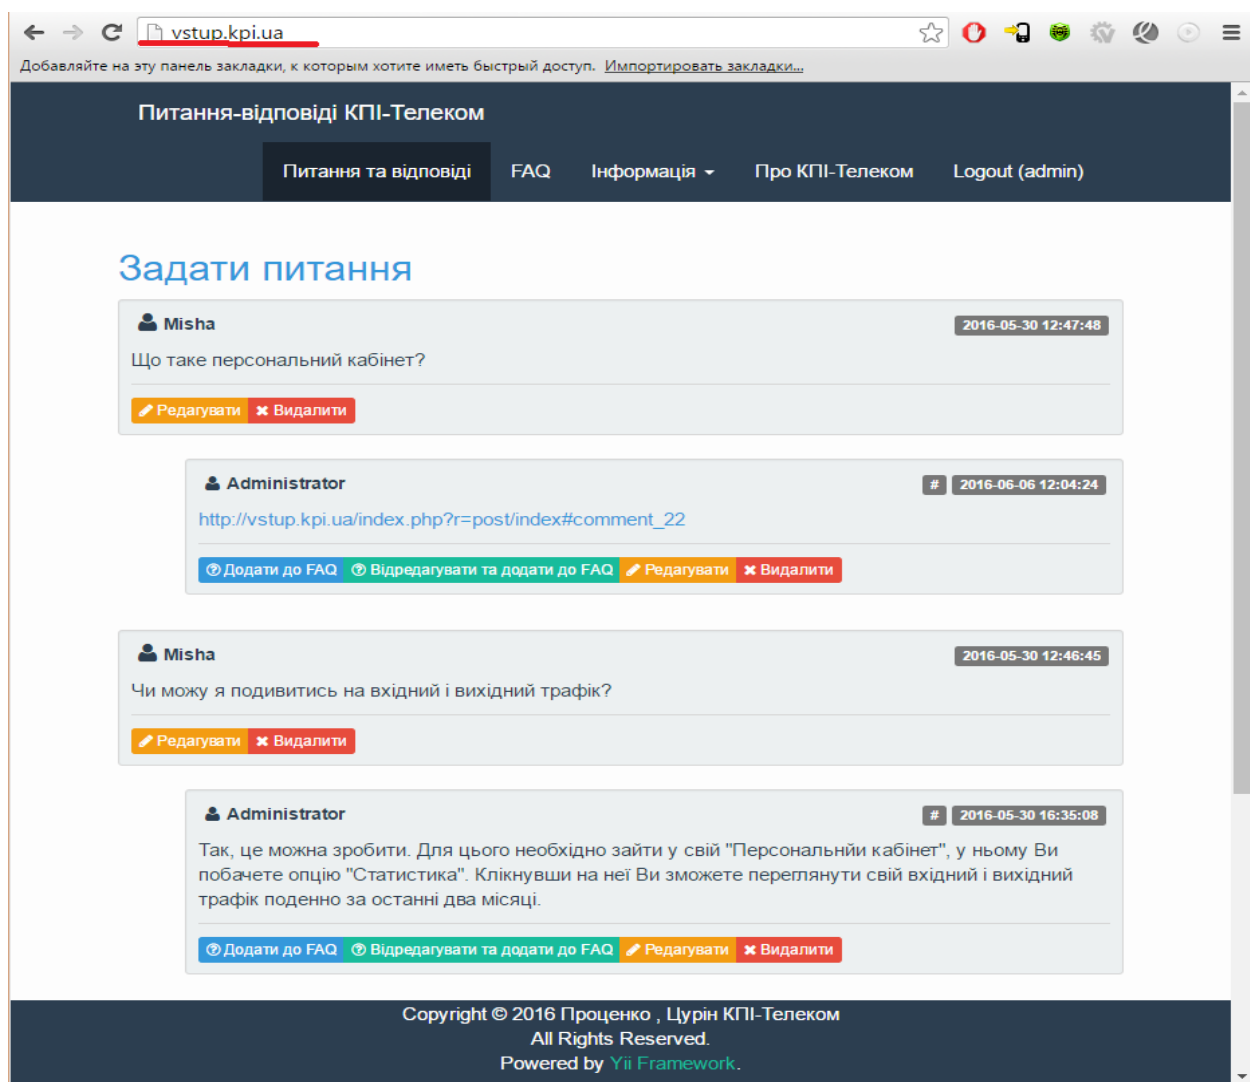 vstup.kpi.ua
Добавляйте на эту панель закладки, к которым хотите иметь быстрый доступ. Импортировать закладки...
Питання-відповіді КПІ-Телеком
Питання та відповіді FAQ Інформація Про КПІ-Телеком Logout (admin)
Задати питання
Misha 2016-05-30 12:47:48
Що таке персональний кабінет?
Редагувати Видалити
Administrator # 2016-06-06 12:04:24
http://vstup.kpi.ua/index.php?r=post/index#comment_22
Додати до FAQ Відредагувати та додати до FAQ Редагувати Видалити
Misha 2016-05-30 12:46:45
Чи можу я подивитись на вхідний і вихідний трафік?
Редагувати Видалити
Administrator # 2016-05-30 16:35:08
Так, це можна зробити. Для цього необхідно зайти у свій "Персональнйи кабінет", у ньому Ви
побачете опцію "Статистика". Клікнувши на неї Ви зможете переглянути свій вхідний і вихідний
трафік поденно за останні два місяці.
Додати до FAQ Відредагувати та додати до FAQ Редагувати Видалити
Copyright © 2016 Проценко , Цурін КПІ-Телеком
All Rights Reserved.
Powered by Yii Framework.